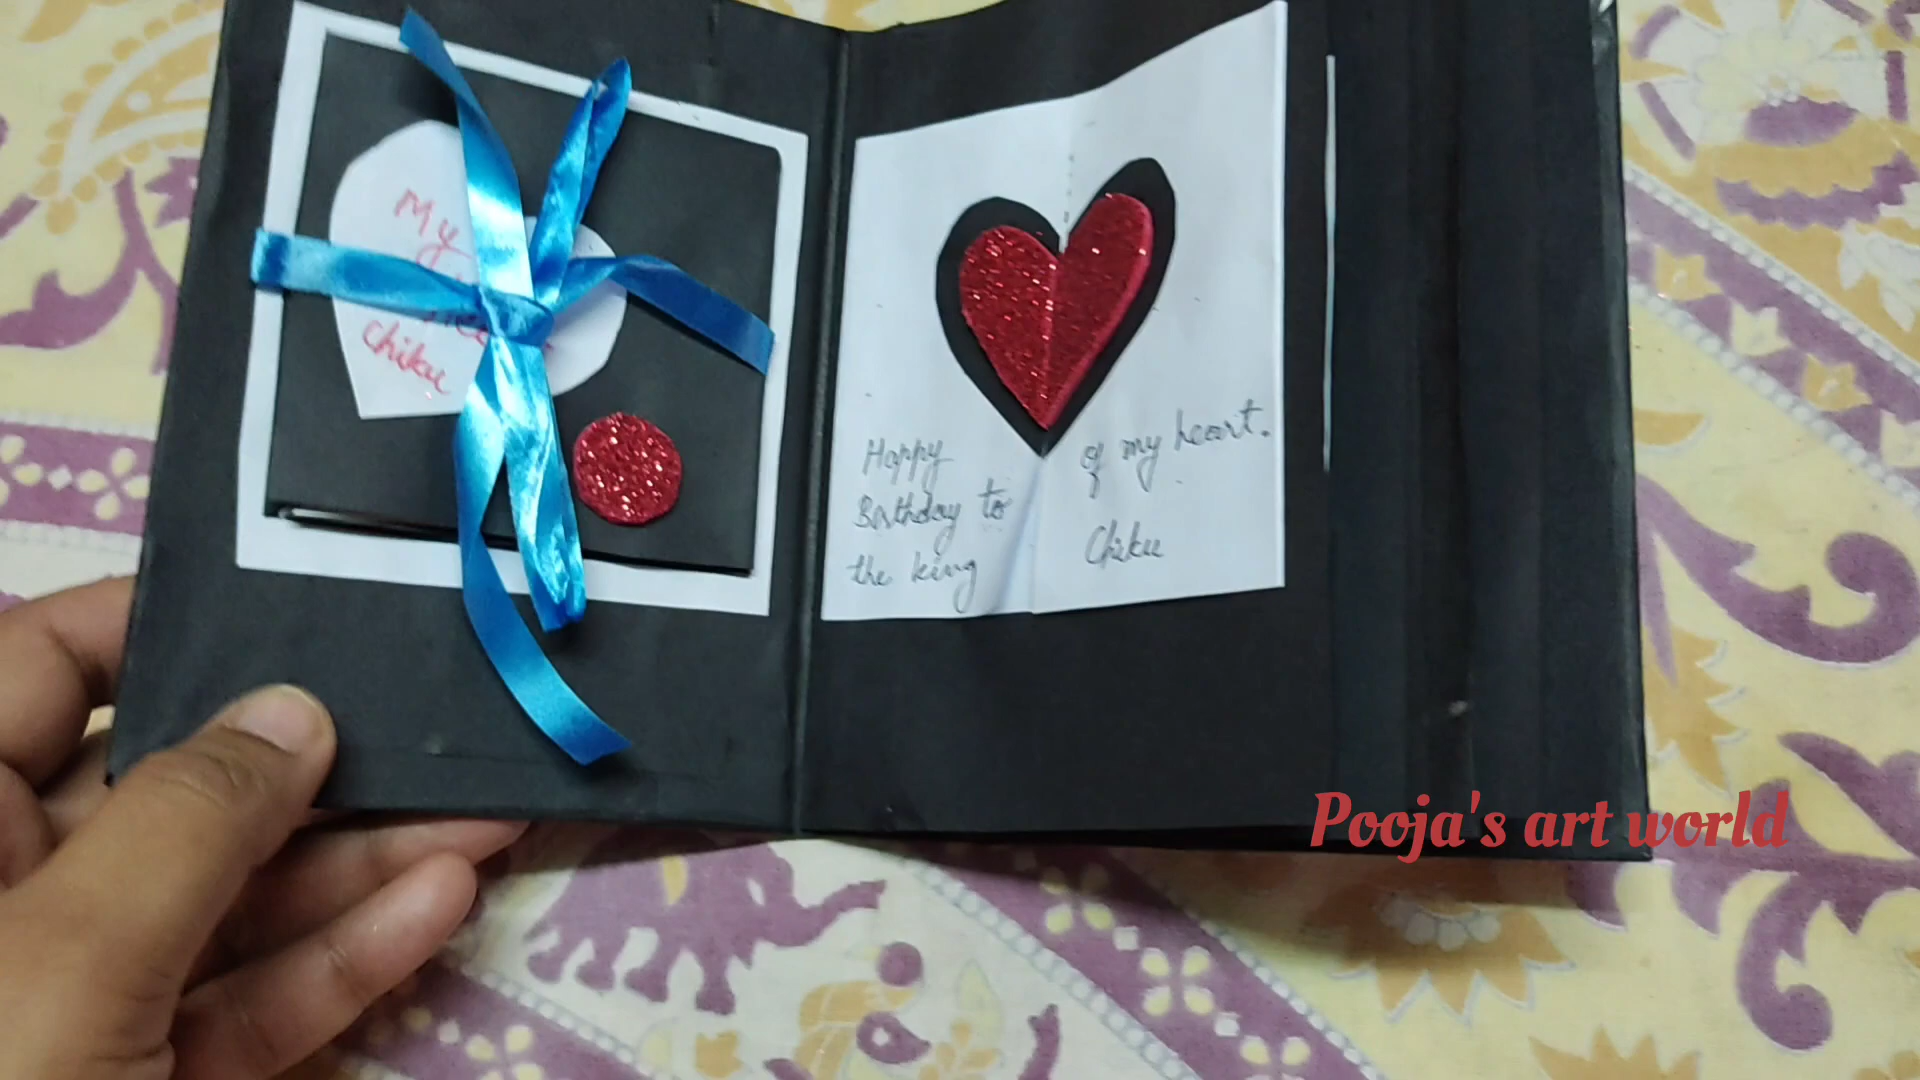 My
Chiku
Happy
Birthday to
the king
of my heart.
Chiku
Pooja's art world